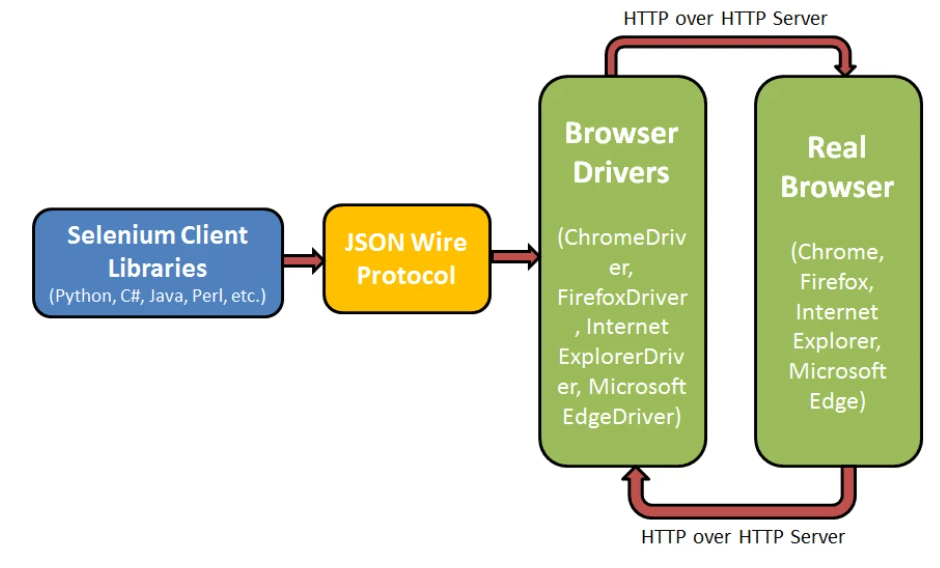 HTTP over HTTP Server
Selenium Client
Libraries
(Python, C#, Java, Perl, etc.)
JSON Wire
Protocol
Browser
Drivers
(ChromeDriv
er,
FirefoxDriver
, Internet
ExplorerDriv
er, Microsoft
EdgeDriver)
Real
Browser
(Chrome,
Firefox,
Internet
Explorer,
Microsoft
Edge)
HTTP over HTTP Server